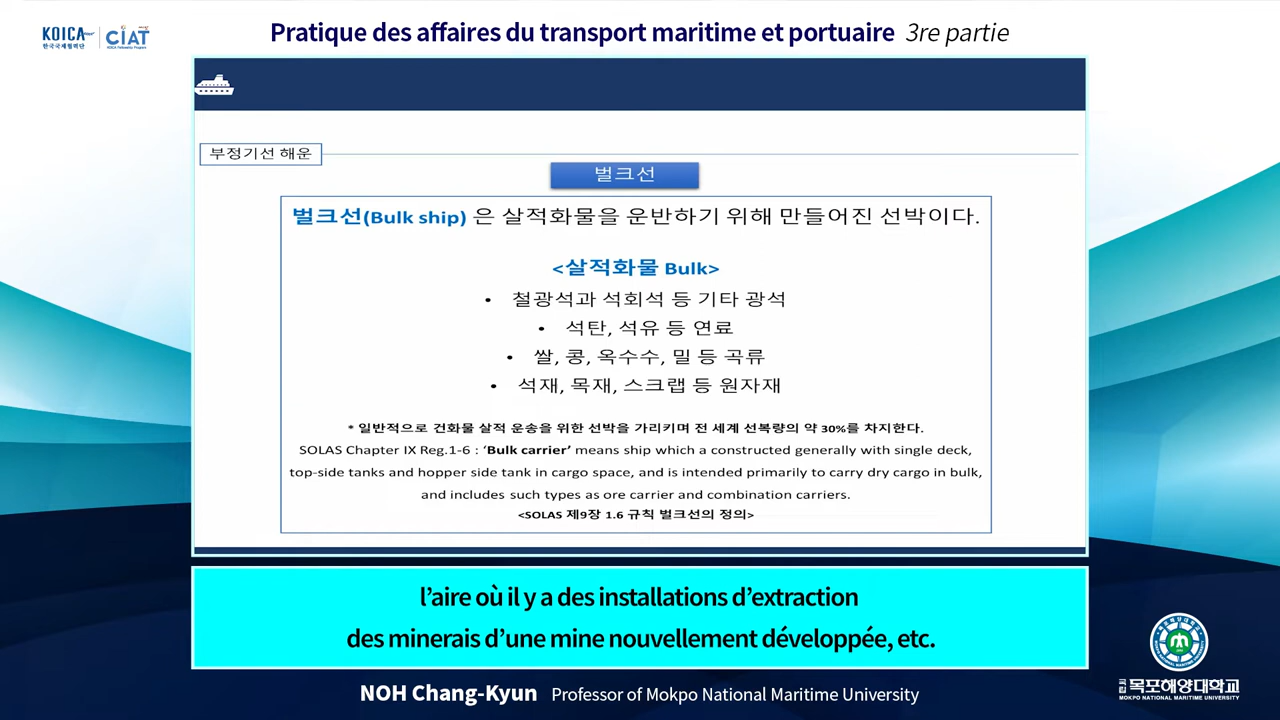 KOICA
한국국제협력단
CIAT
KOICA Fellowship Program
Pratique des affaires du transport maritime et portuaire 3re partie
부정기선 해운
벌크선
벌크선(Bulk ship) 은 살적화물을 운반하기 위해 만들어진 선박이다.
<살적화물 Bulk>
• 철광석과 석회석 등 기타 광석
• 석탄, 석유 등 연료
• 쌀, 콩, 옥수수, 밀 등 곡류
• 석재, 목재, 스크랩 등 원자재
* 일반적으로 건화물 살적 운송을 위한 선박을 가리키며 전 세계 선복량의 약 30%를 차지한다.
SOLAS Chapter IX Reg.1-6 : ‘Bulk carrier’ means ship which a constructed generally with single deck,
top-side tanks and hopper side tank in cargo space, and is intended primarily to carry dry cargo in bulk,
and includes such types as ore carrier and combination carriers.
<SOLAS 제9장 1.6 규칙 벌크선의 정의>
l’aire où il y a des installations d’extraction
des minerais d’une mine nouvellement développée, etc.
NOH Chang-Kyun Professor of Mokpo National Maritime University
국립 목포해양대학교
MOKPO NATIONAL MARITIME UNIVERSITY